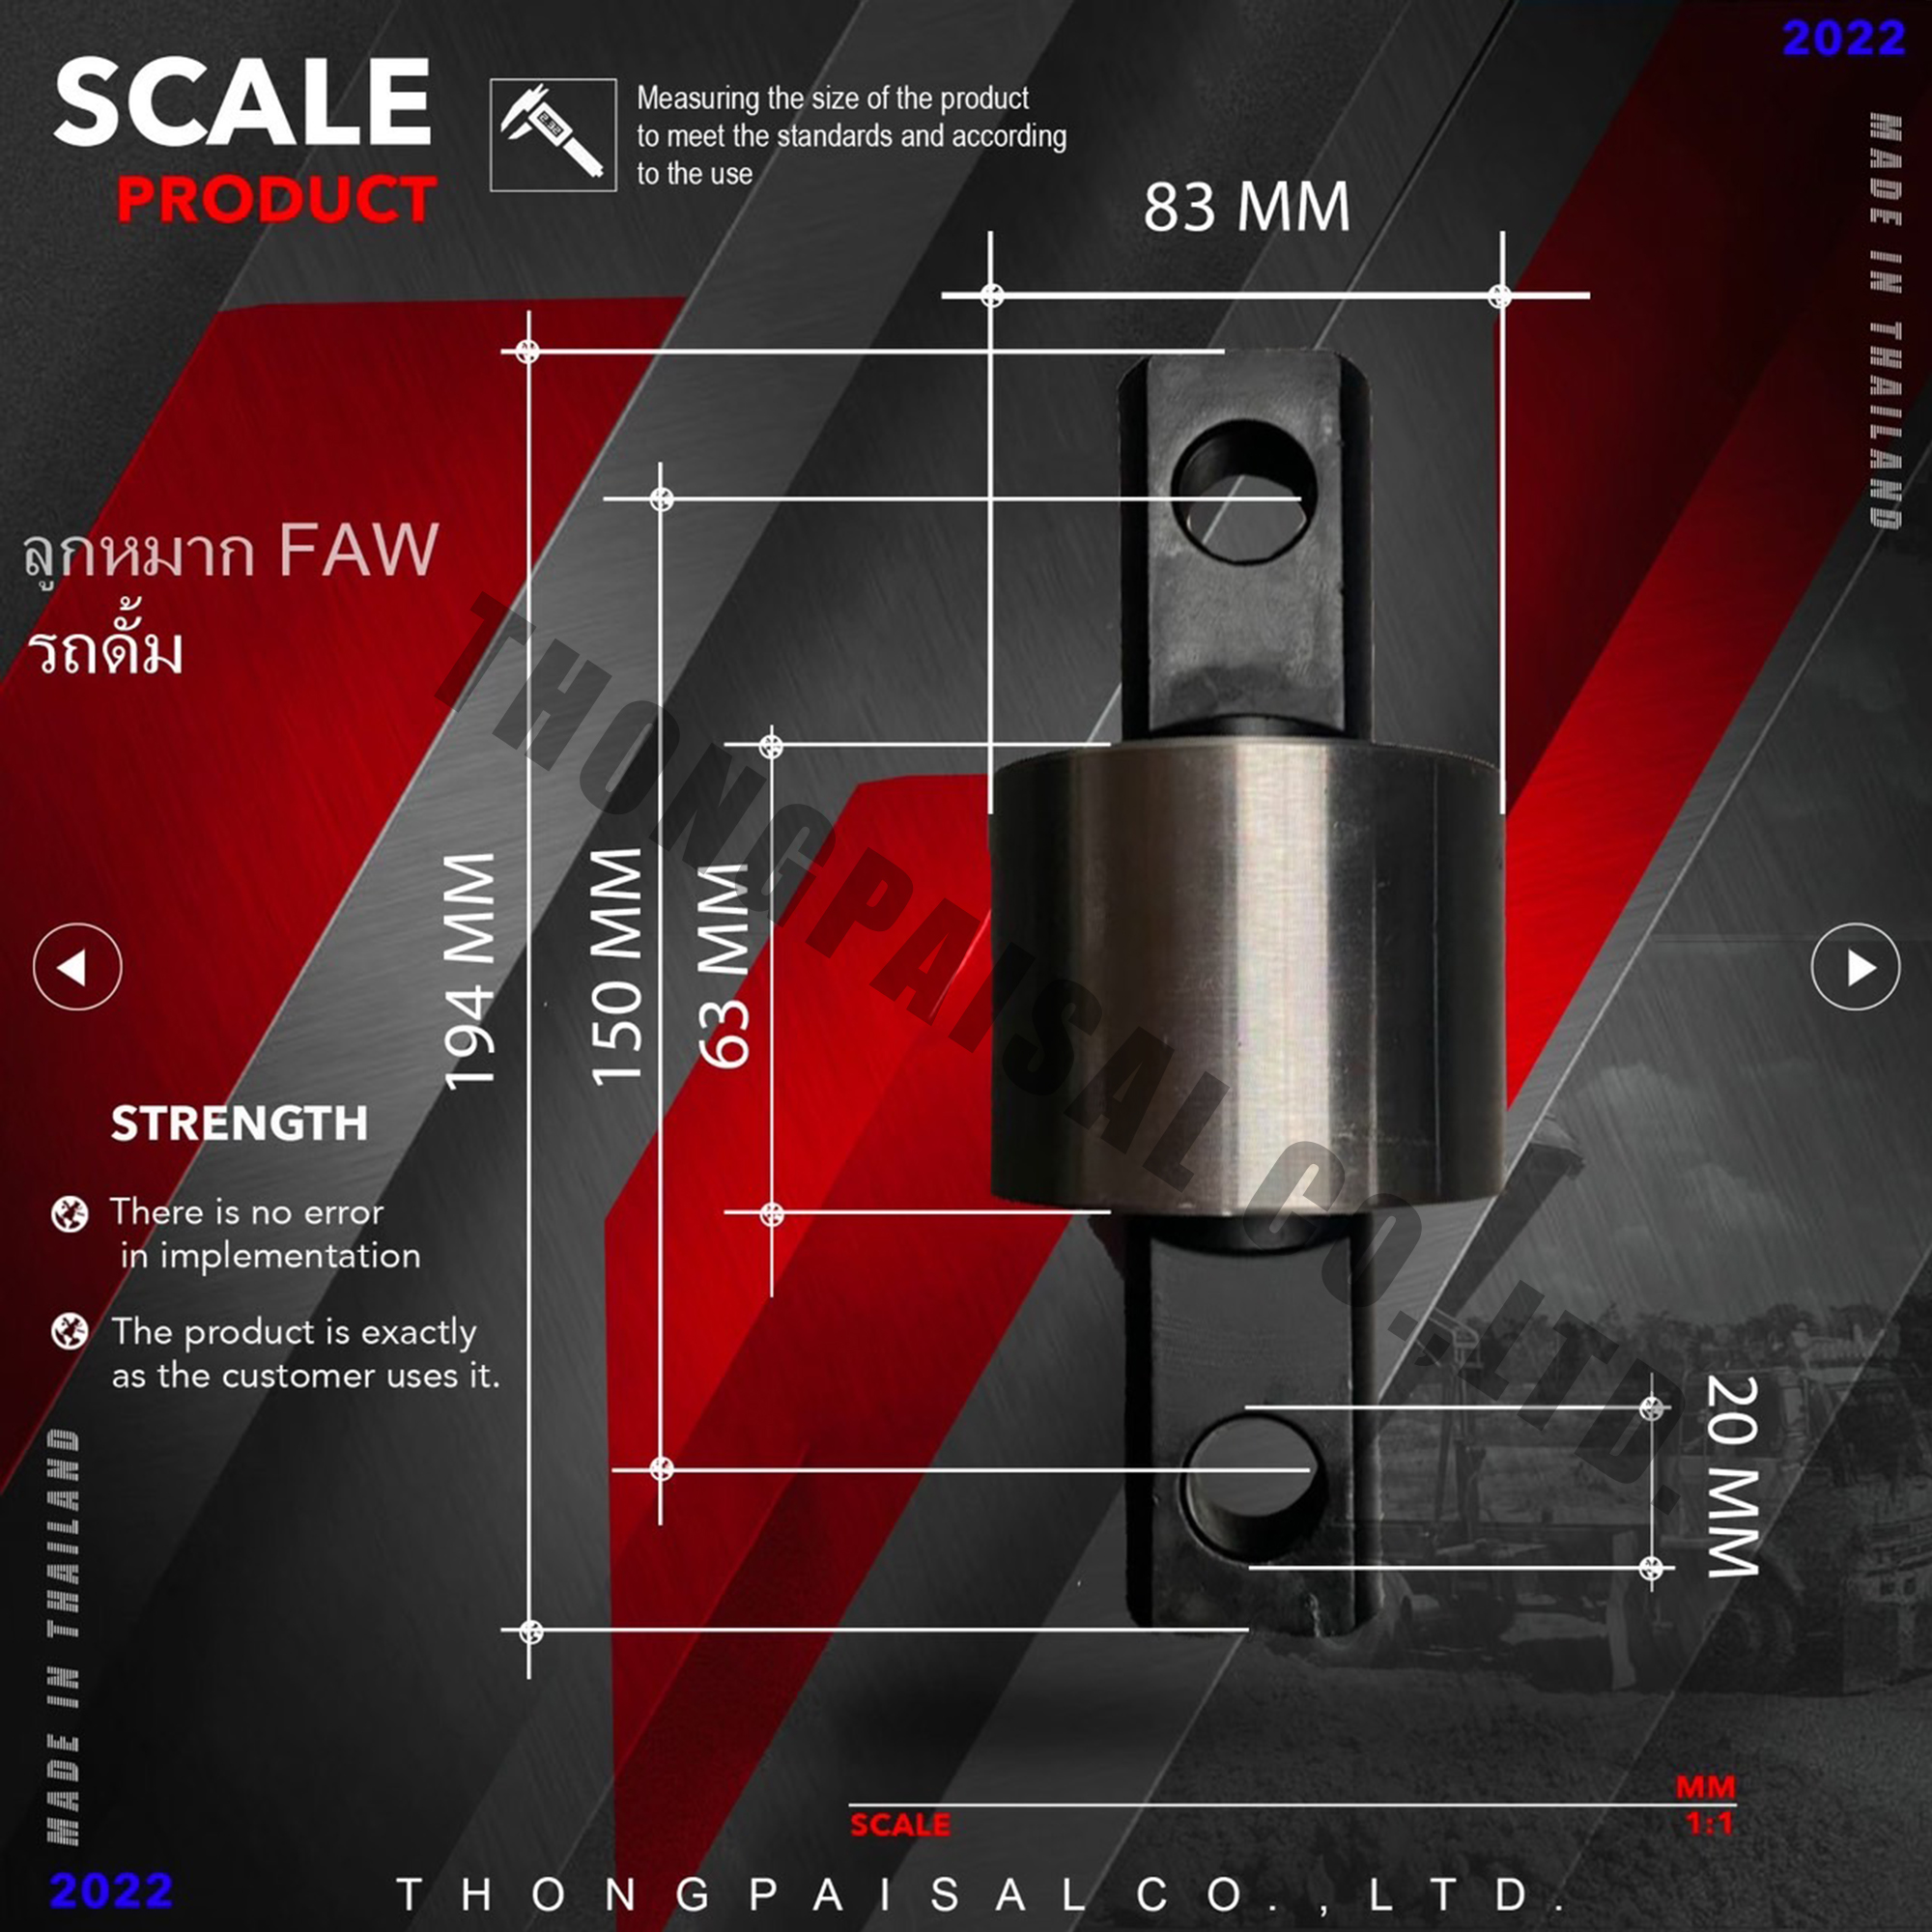 SCALE
PRODUCT
Measuring the size of the product
to meet the standards and according
to the use
2022
MADE IN THAILAND
83 MM
ลูกหมาก FAW
รถดั้ม
194 MM
150 MM
63 MM
20 MM
THONGPAISAL CO.,LTD.
STRENGTH
There is no error
in implementation
The product is exactly
as the customer uses it.
MADE IN THAILAND
2022
MM
SCALE 1:1
THONGPAISAL CO.,LTD.